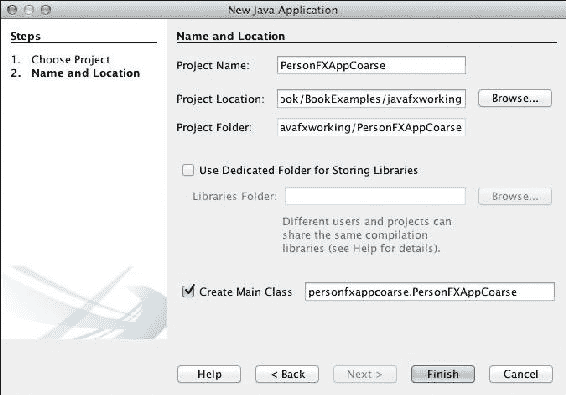 New Java Application
Steps
1. Choose Project
2. Name and Location
Name and Location
Project Name: PersonFXAppCoarse
Project Location: ook/BookExamples/javafxworking Browse...
Project Folder: avafxworking/PersonFXAppCoarse
Use Dedicated Folder for Storing Libraries
Libraries Folder: Browse...
Different users and projects can
share the same compilation
libraries (see Help for details).
Create Main Class personfxappcoarse.PersonFXAppCoarse
Help < Back Next > Finish Cancel